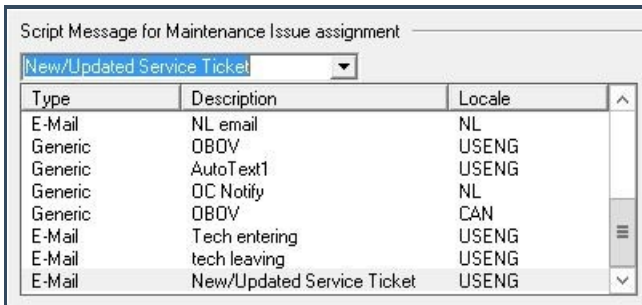 Script Message for Maintenance Issue assignment
New/Updated Service Ticket
Type Description Locale
E-Mail NL email NL
Generic OBOV USENG
Generic AutoText1 USENG
Generic OC Notify NL
Generic OBOV CAN
E-Mail Tech entering USENG
E-Mail tech leaving USENG
E-Mail New/Updated Service Ticket USENG